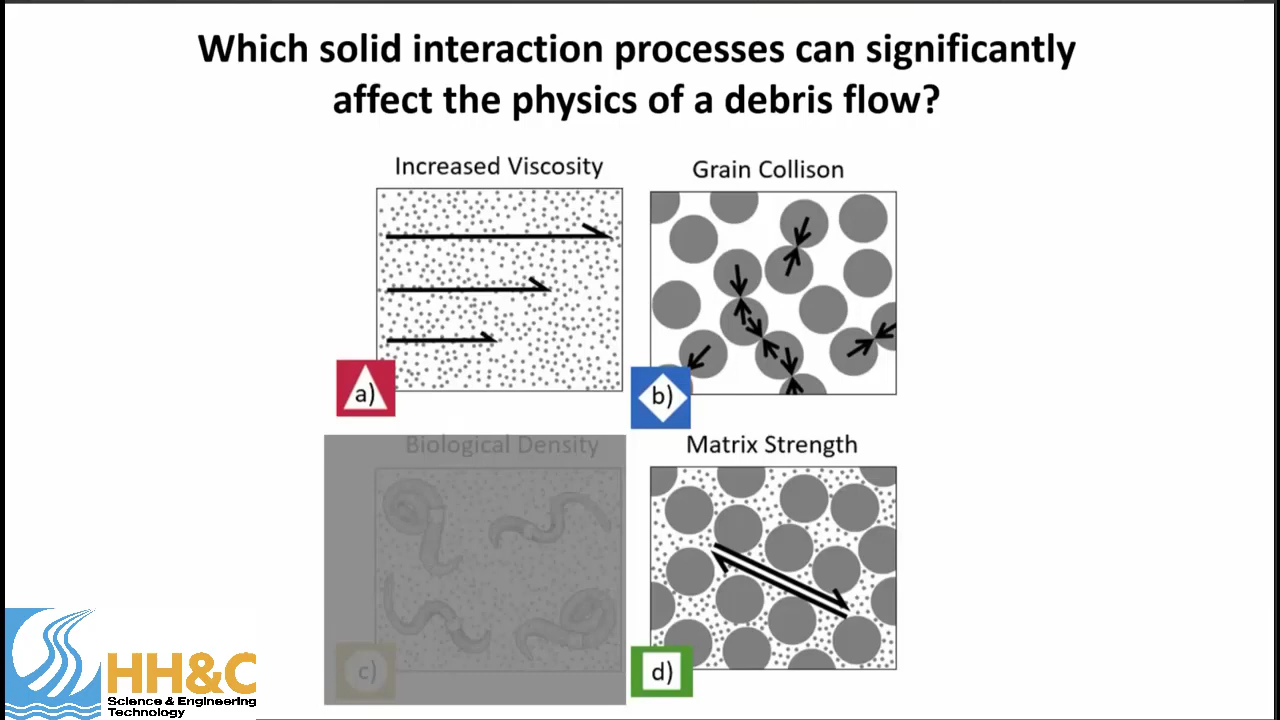 Which solid interaction processes can significantly
affect the physics of a debris flow?
Increased Viscosity
Grain Collison
a)
b)
Biological Density
Matrix Strength
c)
d)
HH&C
Science & Engineering
Technology